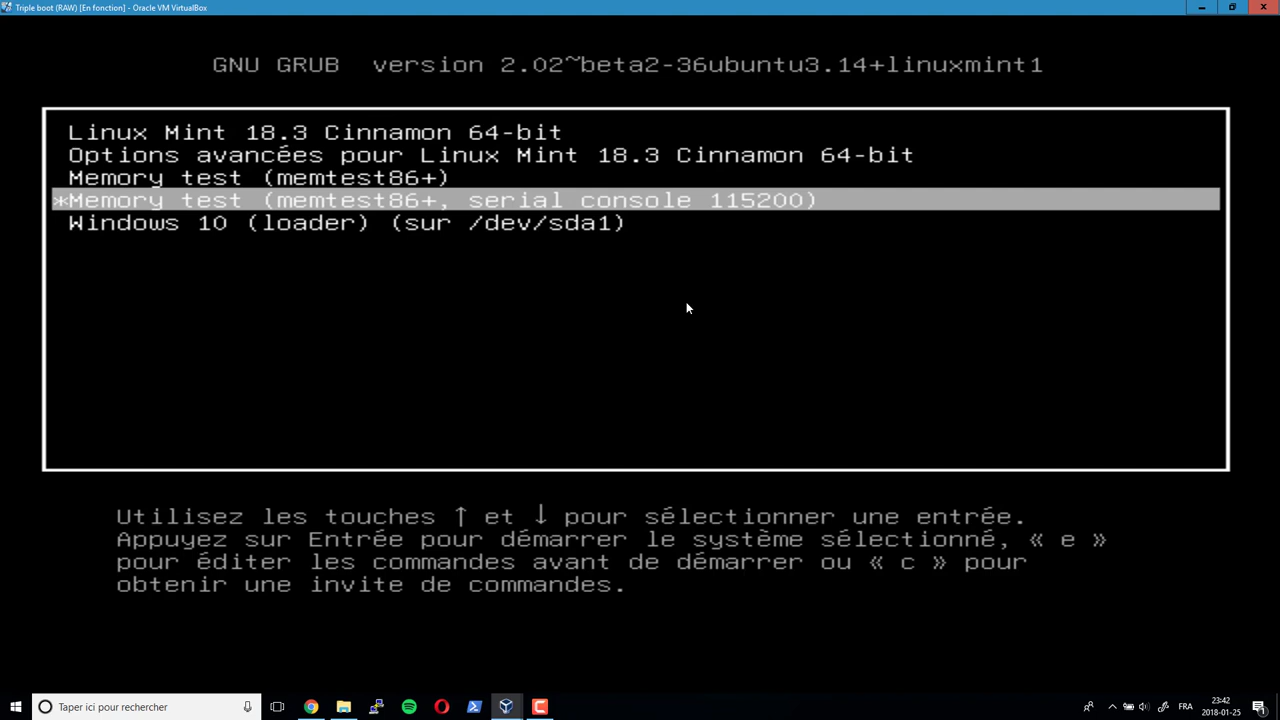 Triple boot (RAW) [En fonction] - Oracle VM VirtualBox
GNU GRUB version 2.02~beta2-36ubuntu3.14+linuxmint1
Linux Mint 18.3 Cinnamon 64-bit
Options avancées pour Linux Mint 18.3 Cinnamon 64-bit
Memory test (memtest86+)
*Memory test (memtest86+, serial console 115200)
Windows 10 (loader) (sur /dev/sda1)
Utilisez les touches ↑ et ↓ pour sélectionner une entrée.
Appuyez sur Entrée pour démarrer le système sélectionné, « e »
pour éditer les commandes avant de démarrer ou « c » pour
obtenir une invite de commandes.
Taper ici pour rechercher
FRA
23:42
2018-01-25
1